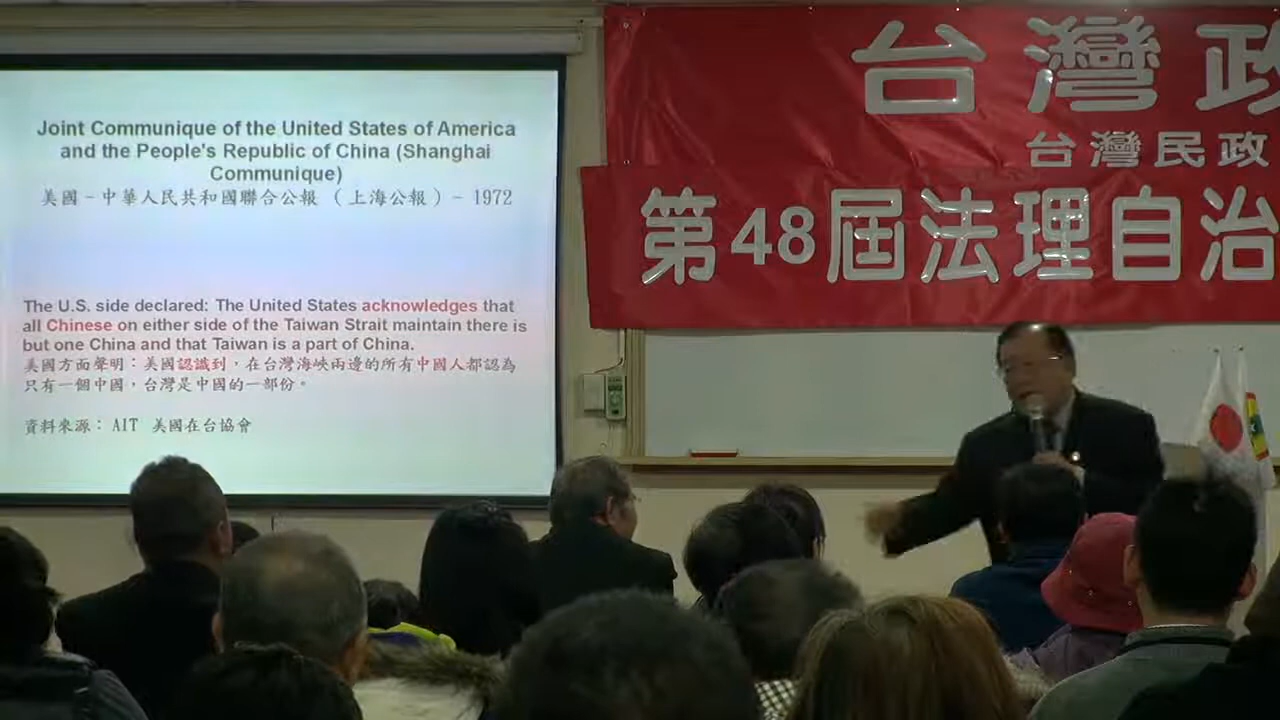 Joint Communique of the United States of America
and the People's Republic of China (Shanghai
Communique)
美國－中華人民共和國聯合公報 （上海公報）－ 1972
The U.S. side declared: The United States acknowledges that
all Chinese on either side of the Taiwan Strait maintain there is
but one China and that Taiwan is a part of China.
美國方面聲明：美國認識到，在台灣海峽兩邊的所有中國人都認為
只有一個中國，台灣是中國的一部份。
資料來源： AIT 美國在台協會
台灣政
台灣民政
第48屆法理自治